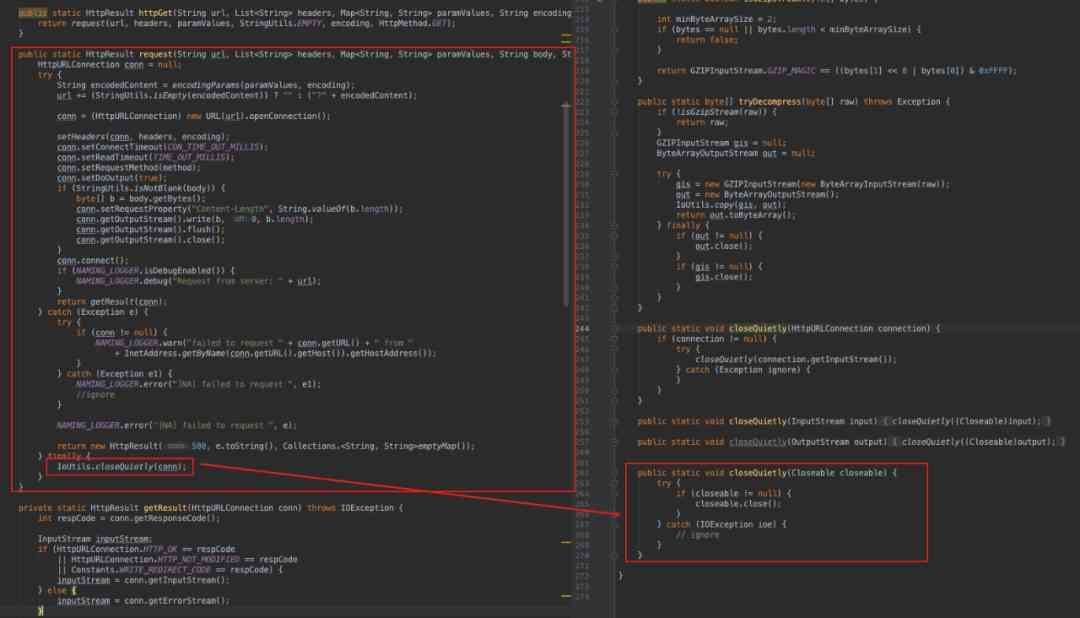 public static HttpResult httpGet(String url, List<String> headers, Map<String, String> paramValues, String encoding
return request(url, headers, paramValues, StringUtils.EMPTY, encoding, HttpMethod.GET);
}
public static HttpResult request(String url, List<String> headers, Map<String, String> paramValues, String body, St
HttpURLConnection conn = null;
try {
String encodedContent = encodingParams(paramValues, encoding);
url += (StringUtils.isEmpty(encodedContent)) ? "" : ("?" + encodedContent);
conn = (HttpURLConnection) new URL(url).openConnection();
setHeaders(conn, headers, encoding);
conn.setConnectTimeout(CON_TIME_OUT_MILLIS);
conn.setReadTimeout(TIME_OUT_MILLIS);
conn.setRequestMethod(method);
conn.setDoOutput(true);
if (StringUtils.isNotBlank(body)) {
byte[] b = body.getBytes();
conn.setRequestProperty("Content-Length", String.valueOf(b.length));
conn.getOutputStream().write(b, off: 0, b.length);
conn.getOutputStream().flush();
conn.getOutputStream().close();
}
conn.connect();
if (NAMING_LOGGER.isDebugEnabled()) {
NAMING_LOGGER.debug("Request from server: " + url);
}
return getResult(conn);
} catch (Exception e) {
try {
if (conn != null) {
NAMING_LOGGER.warn("failed to request " + conn.getURL() + " from "
+ InetAddress.getByName(conn.getURL().getHost()).getHostAddress());
}
} catch (Exception e1) {
NAMING_LOGGER.error("[NA] failed to request ", e1);
//ignore
}
NAMING_LOGGER.error("[NA] failed to request ", e);
return new HttpResult( code: 500, e.toString(), Collections.<String, String>emptyMap());
} finally {
IoUtils.closeQuietly(conn);
}
}
private static HttpResult getResult(HttpURLConnection conn) throws IOException {
int respCode = conn.getResponseCode();
InputStream inputStream;
if (HttpURLConnection.HTTP_OK == respCode
|| HttpURLConnection.HTTP_NOT_MODIFIED == respCode
|| Constants.WRITE_REDIRECT_CODE == respCode) {
inputStream = conn.getInputStream();
} else {
inputStream = conn.getErrorStream();
}
int minByteArraySize = 2;
if (bytes == null || bytes.length < minByteArraySize) {
return false;
}
return GZIPInputStream.GZIP_MAGIC == ((bytes[1] << 8 | bytes[0]) & 0xFFFF);
}
public static byte[] tryDecompress(byte[] raw) throws Exception {
if (!isGzipStream(raw)) {
return raw;
}
GZIPInputStream gis = null;
ByteArrayOutputStream out = null;
try {
gis = new GZIPInputStream(new ByteArrayInputStream(raw));
out = new ByteArrayOutputStream();
IoUtils.copy(gis, out);
return out.toByteArray();
} finally {
if (out != null) {
out.close();
}
if (gis != null) {
gis.close();
}
}
}
244 public static void closeQuietly(HttpURLConnection connection) {
if (connection != null) {
try {
closeQuietly(connection.getInputStream());
} catch (Exception ignore) {
}
}
}
public static void closeQuietly(InputStream input) { closeQuietly((Closeable)input); }
public static void closeQuietly(OutputStream output) { closeQuietly((Closeable)output); }
public static void closeQuietly(Closeable closeable) {
try {
if (closeable != null) {
closeable.close();
}
} catch (IOException ioe) {
// ignore
}
}
}